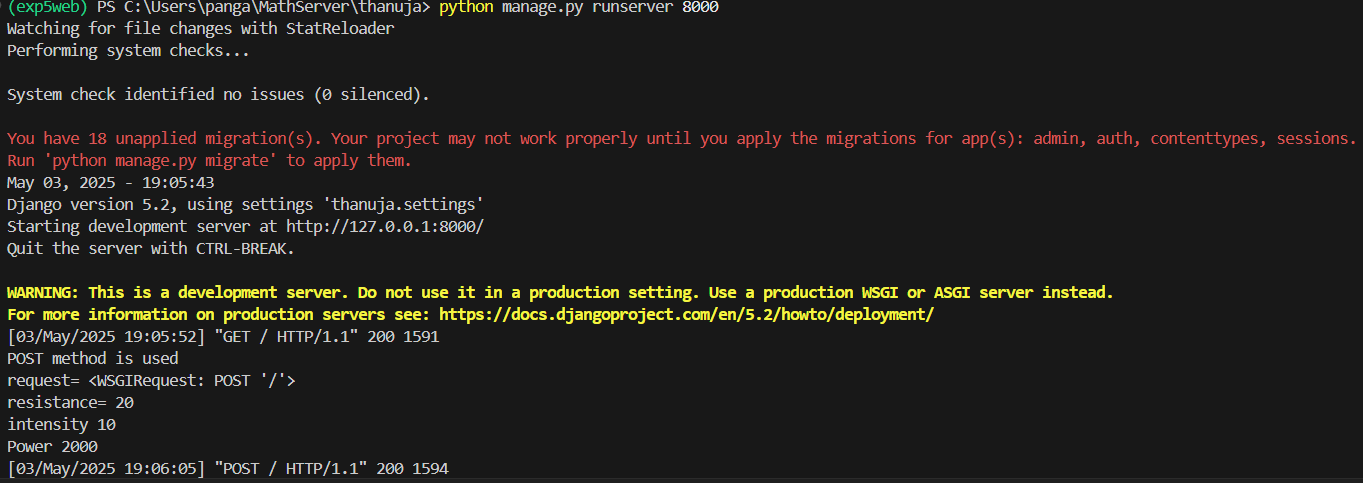 (exp5web) PS C:\Users\panga\MathServer\thanuja> python manage.py runserver 8000
Watching for file changes with StatReloader
Performing system checks...
System check identified no issues (0 silenced).
You have 18 unapplied migration(s). Your project may not work properly until you apply the migrations for app(s): admin, auth, contenttypes, sessions.
Run 'python manage.py migrate' to apply them.
May 03, 2025 - 19:05:43
Django version 5.2, using settings 'thanuja.settings'
Starting development server at http://127.0.0.1:8000/
Quit the server with CTRL-BREAK.
WARNING: This is a development server. Do not use it in a production setting. Use a production WSGI or ASGI server instead.
For more information on production servers see: https://docs.djangoproject.com/en/5.2/howto/deployment/
[03/May/2025 19:05:52] "GET / HTTP/1.1" 200 1591
POST method is used
request= <WSGIRequest: POST '/'>
resistance= 20
intensity 10
Power 2000
[03/May/2025 19:06:05] "POST / HTTP/1.1" 200 1594